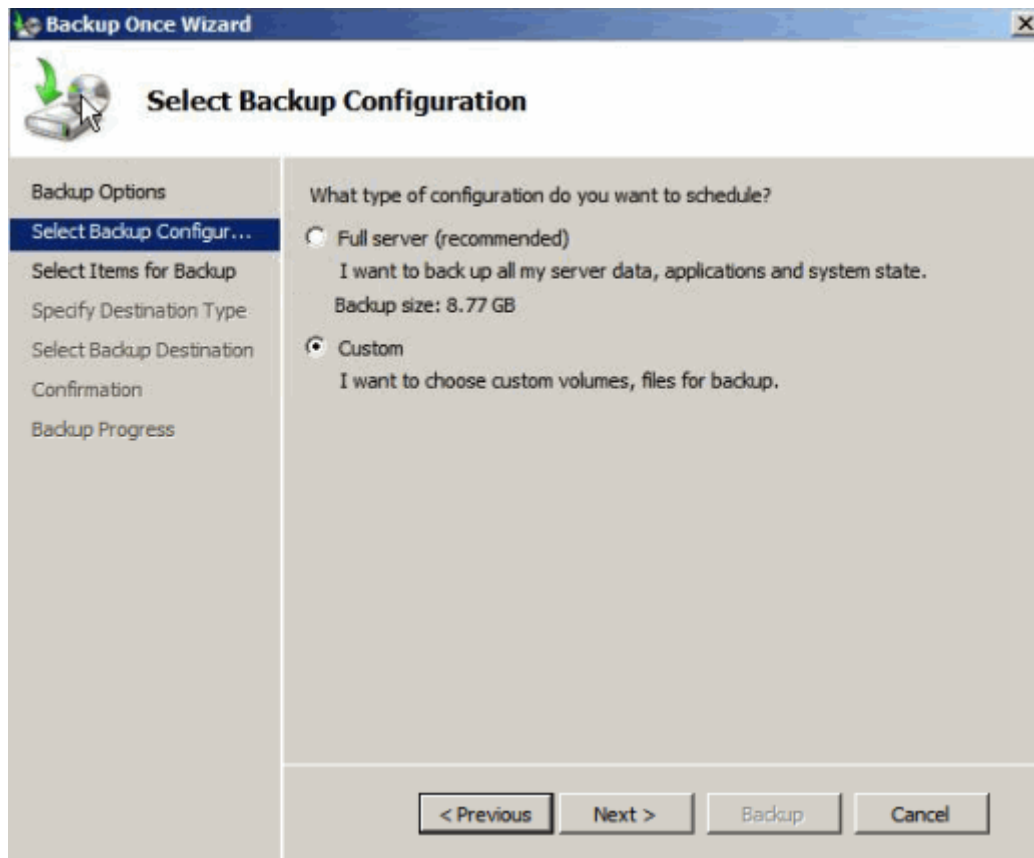 Backup Once Wizard
Select Backup Configuration
Backup Options
Select Backup Configur...
Select Items for Backup
Specify Destination Type
Select Backup Destination
Confirmation
Backup Progress
What type of configuration do you want to schedule?
Full server (recommended)
I want to back up all my server data, applications and system state.
Backup size: 8.77 GB
Custom
I want to choose custom volumes, files for backup.
< Previous
Next >
Backup
Cancel